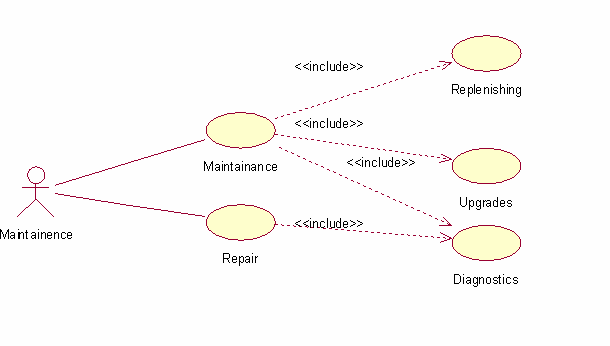 <<include>>
Replenishing
<<include>>
Maintainance
<<include>>
Upgrades
Maintainence
<<include>>
Repair
Diagnostics